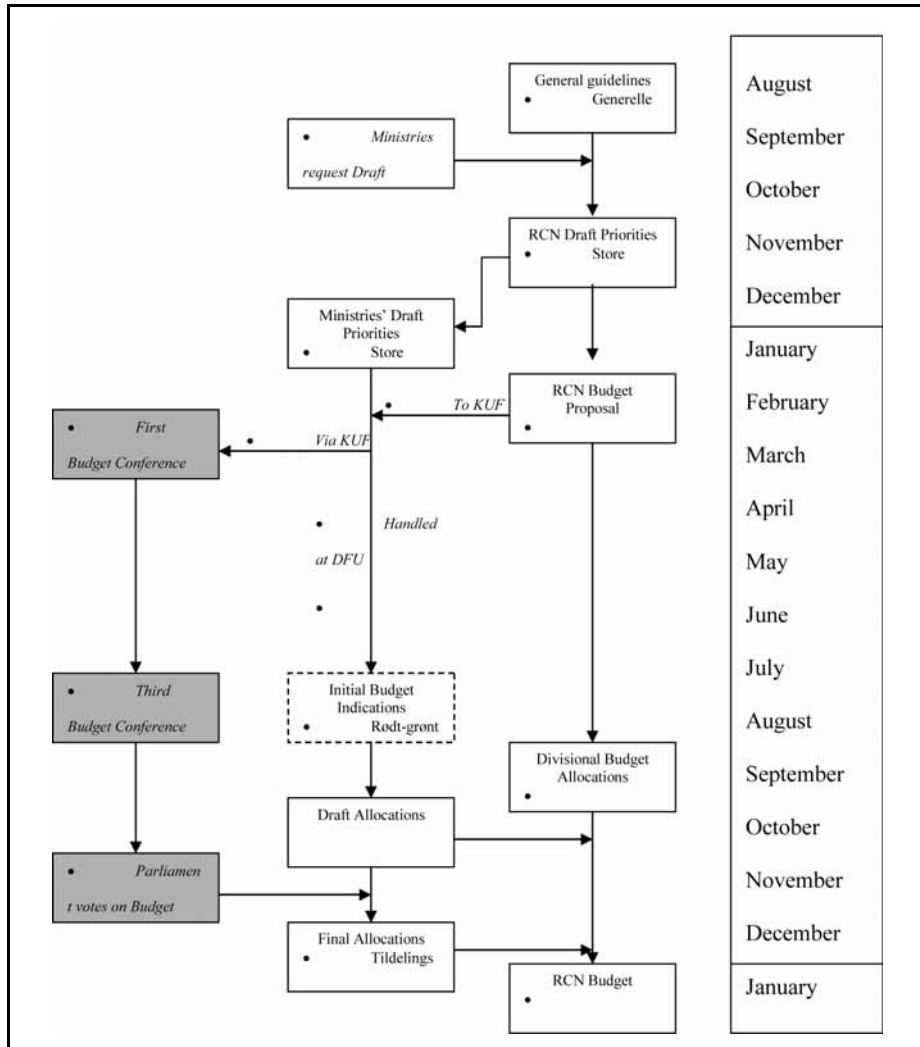 General guidelines
• Generelle
• Ministries
request Draft
RCN Draft Priorities
• Store
Ministries’ Draft
Priorities
• Store
RCN Budget
Proposal
•
• To KUF
• Via KUF
• First
Budget Conference
• Handled
• at DFU
•
• Third
Budget Conference
Initial Budget
Indications
• Rødt-grønt
Divisional Budget
Allocations
•
Draft Allocations
• Parliamen
t votes on Budget
Final Allocations
• Tildelings
RCN Budget
•
August
September
October
November
December
January
February
March
April
May
June
July
August
September
October
November
December
January